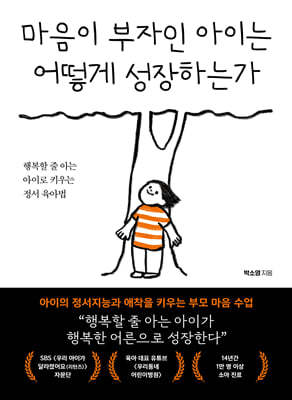 마음이 부자인 아이는
어떻게 성장하는가
행복할 줄 아는
아이로 키우는
정서 육아법
박소영 지음
아이의 정서지능과 애착을 키우는 부모 마음 수업
“행복할 줄 아는 아이가
행복한 어른으로 성장한다”
SBS 〈우리 아이가
달라졌어요(리턴즈)〉
자문단
육아 대표 유튜브
〈우리동네
어린이병원〉
14년간
1만 명 이상
소아 진료